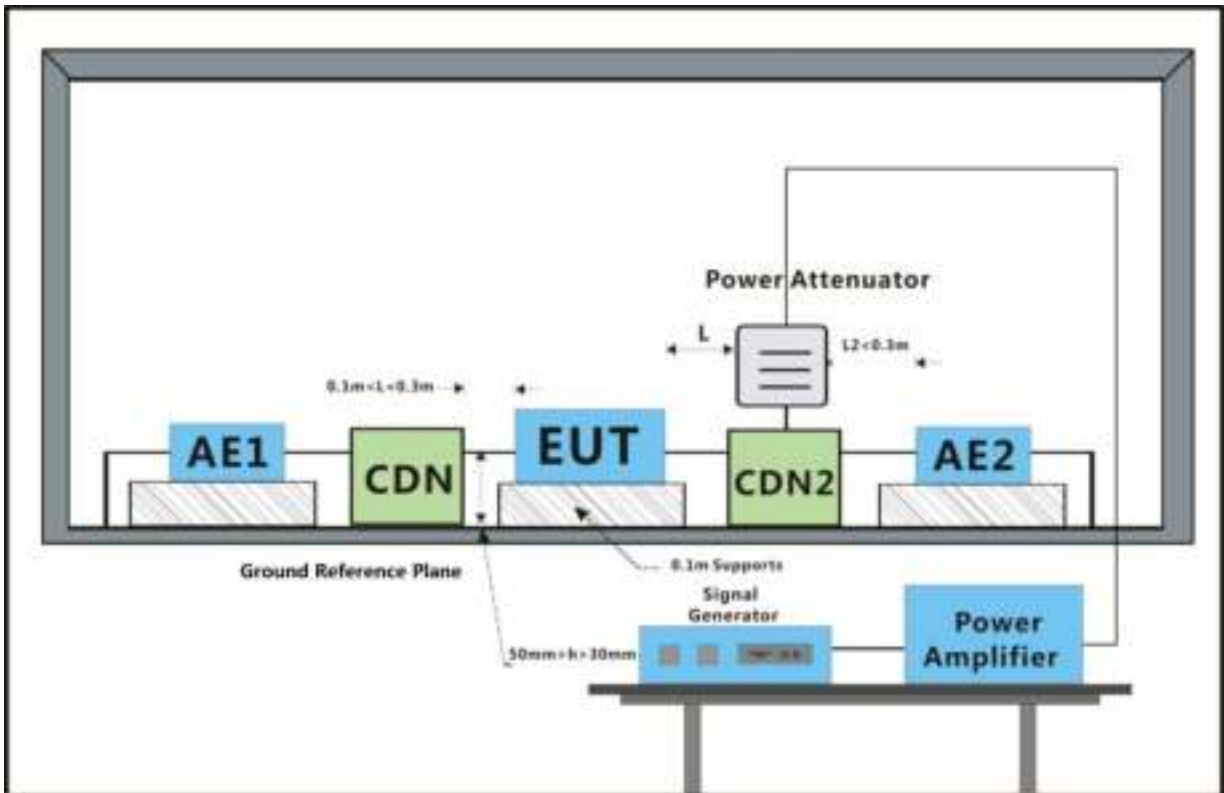 Power Attenuator
L
L2<0.3m
0.1m<L<0.3m
AE1
CDN
EUT
CDN2
AE2
Ground Reference Plane
0.1m Supports
Signal
Generator
50mm>h>30mm
Power
Amplifier